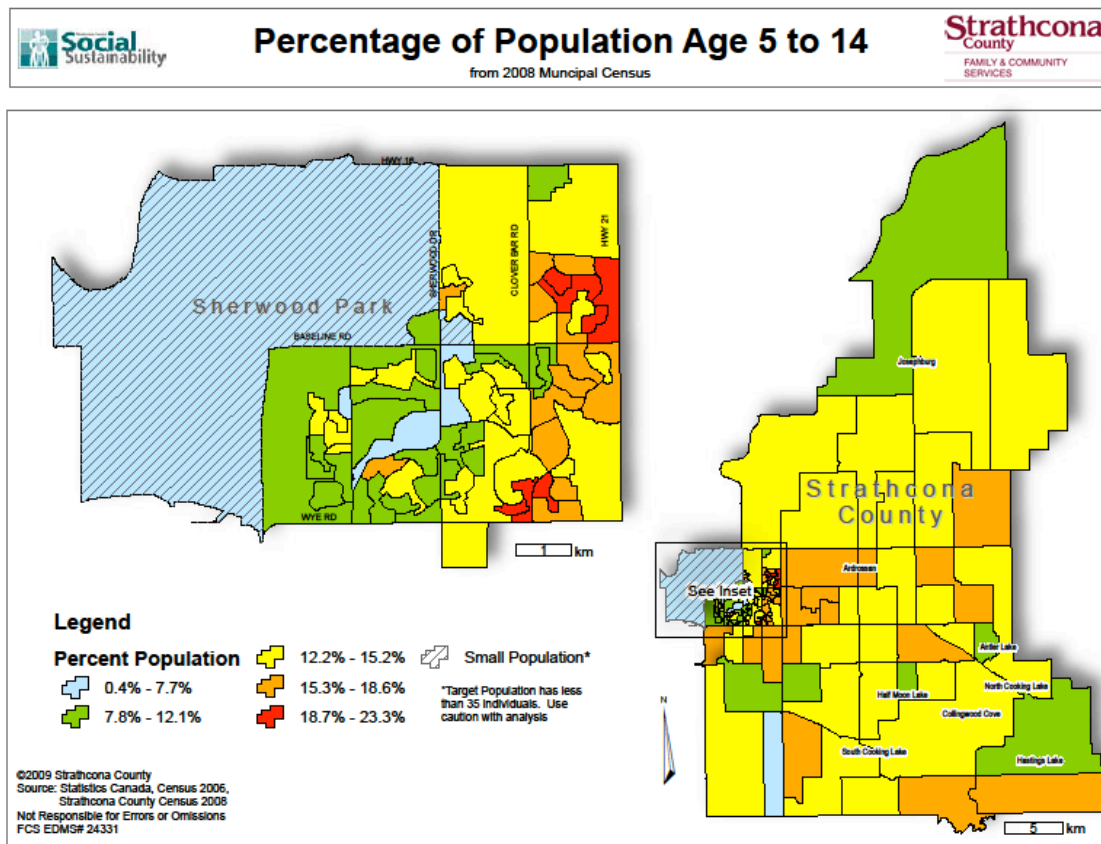 Social
Sustainability
Percentage of Population Age 5 to 14
from 2008 Muncipal Census
Strathcona
County
FAMILY & COMMUNITY
SERVICES
HWY 16
SHERWOOD DR
CLOVER BAR RD
HWY 21
Sherwood Park
BASELINE RD
WYE RD
1 km
Josephburg
Strathcona
County
Ardrossan
See Inset
Antler Lake
North Cooking Lake
Half Moon Lake
Collingwood Cove
South Cooking Lake
Hastings Lake
N
5 km
Legend
Percent Population
0.4% - 7.7%
7.8% - 12.1%
12.2% - 15.2%
15.3% - 18.6%
18.7% - 23.3%
Small Population*
*Target Population has less
than 35 individuals. Use
caution with analysis
©2009 Strathcona County
Source: Statistics Canada, Census 2006,
Strathcona County Census 2008
Not Responsible for Errors or Omissions
FCS EDMS# 24331